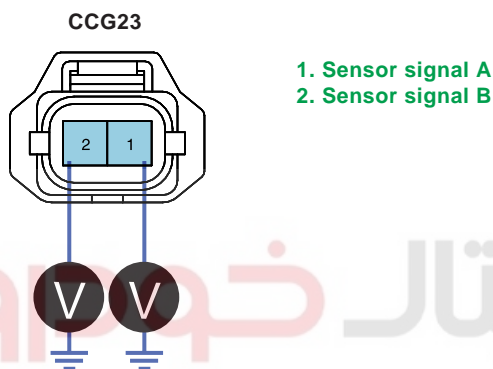 CCG23
1. Sensor signal A
2. Sensor signal B
2 1
V V